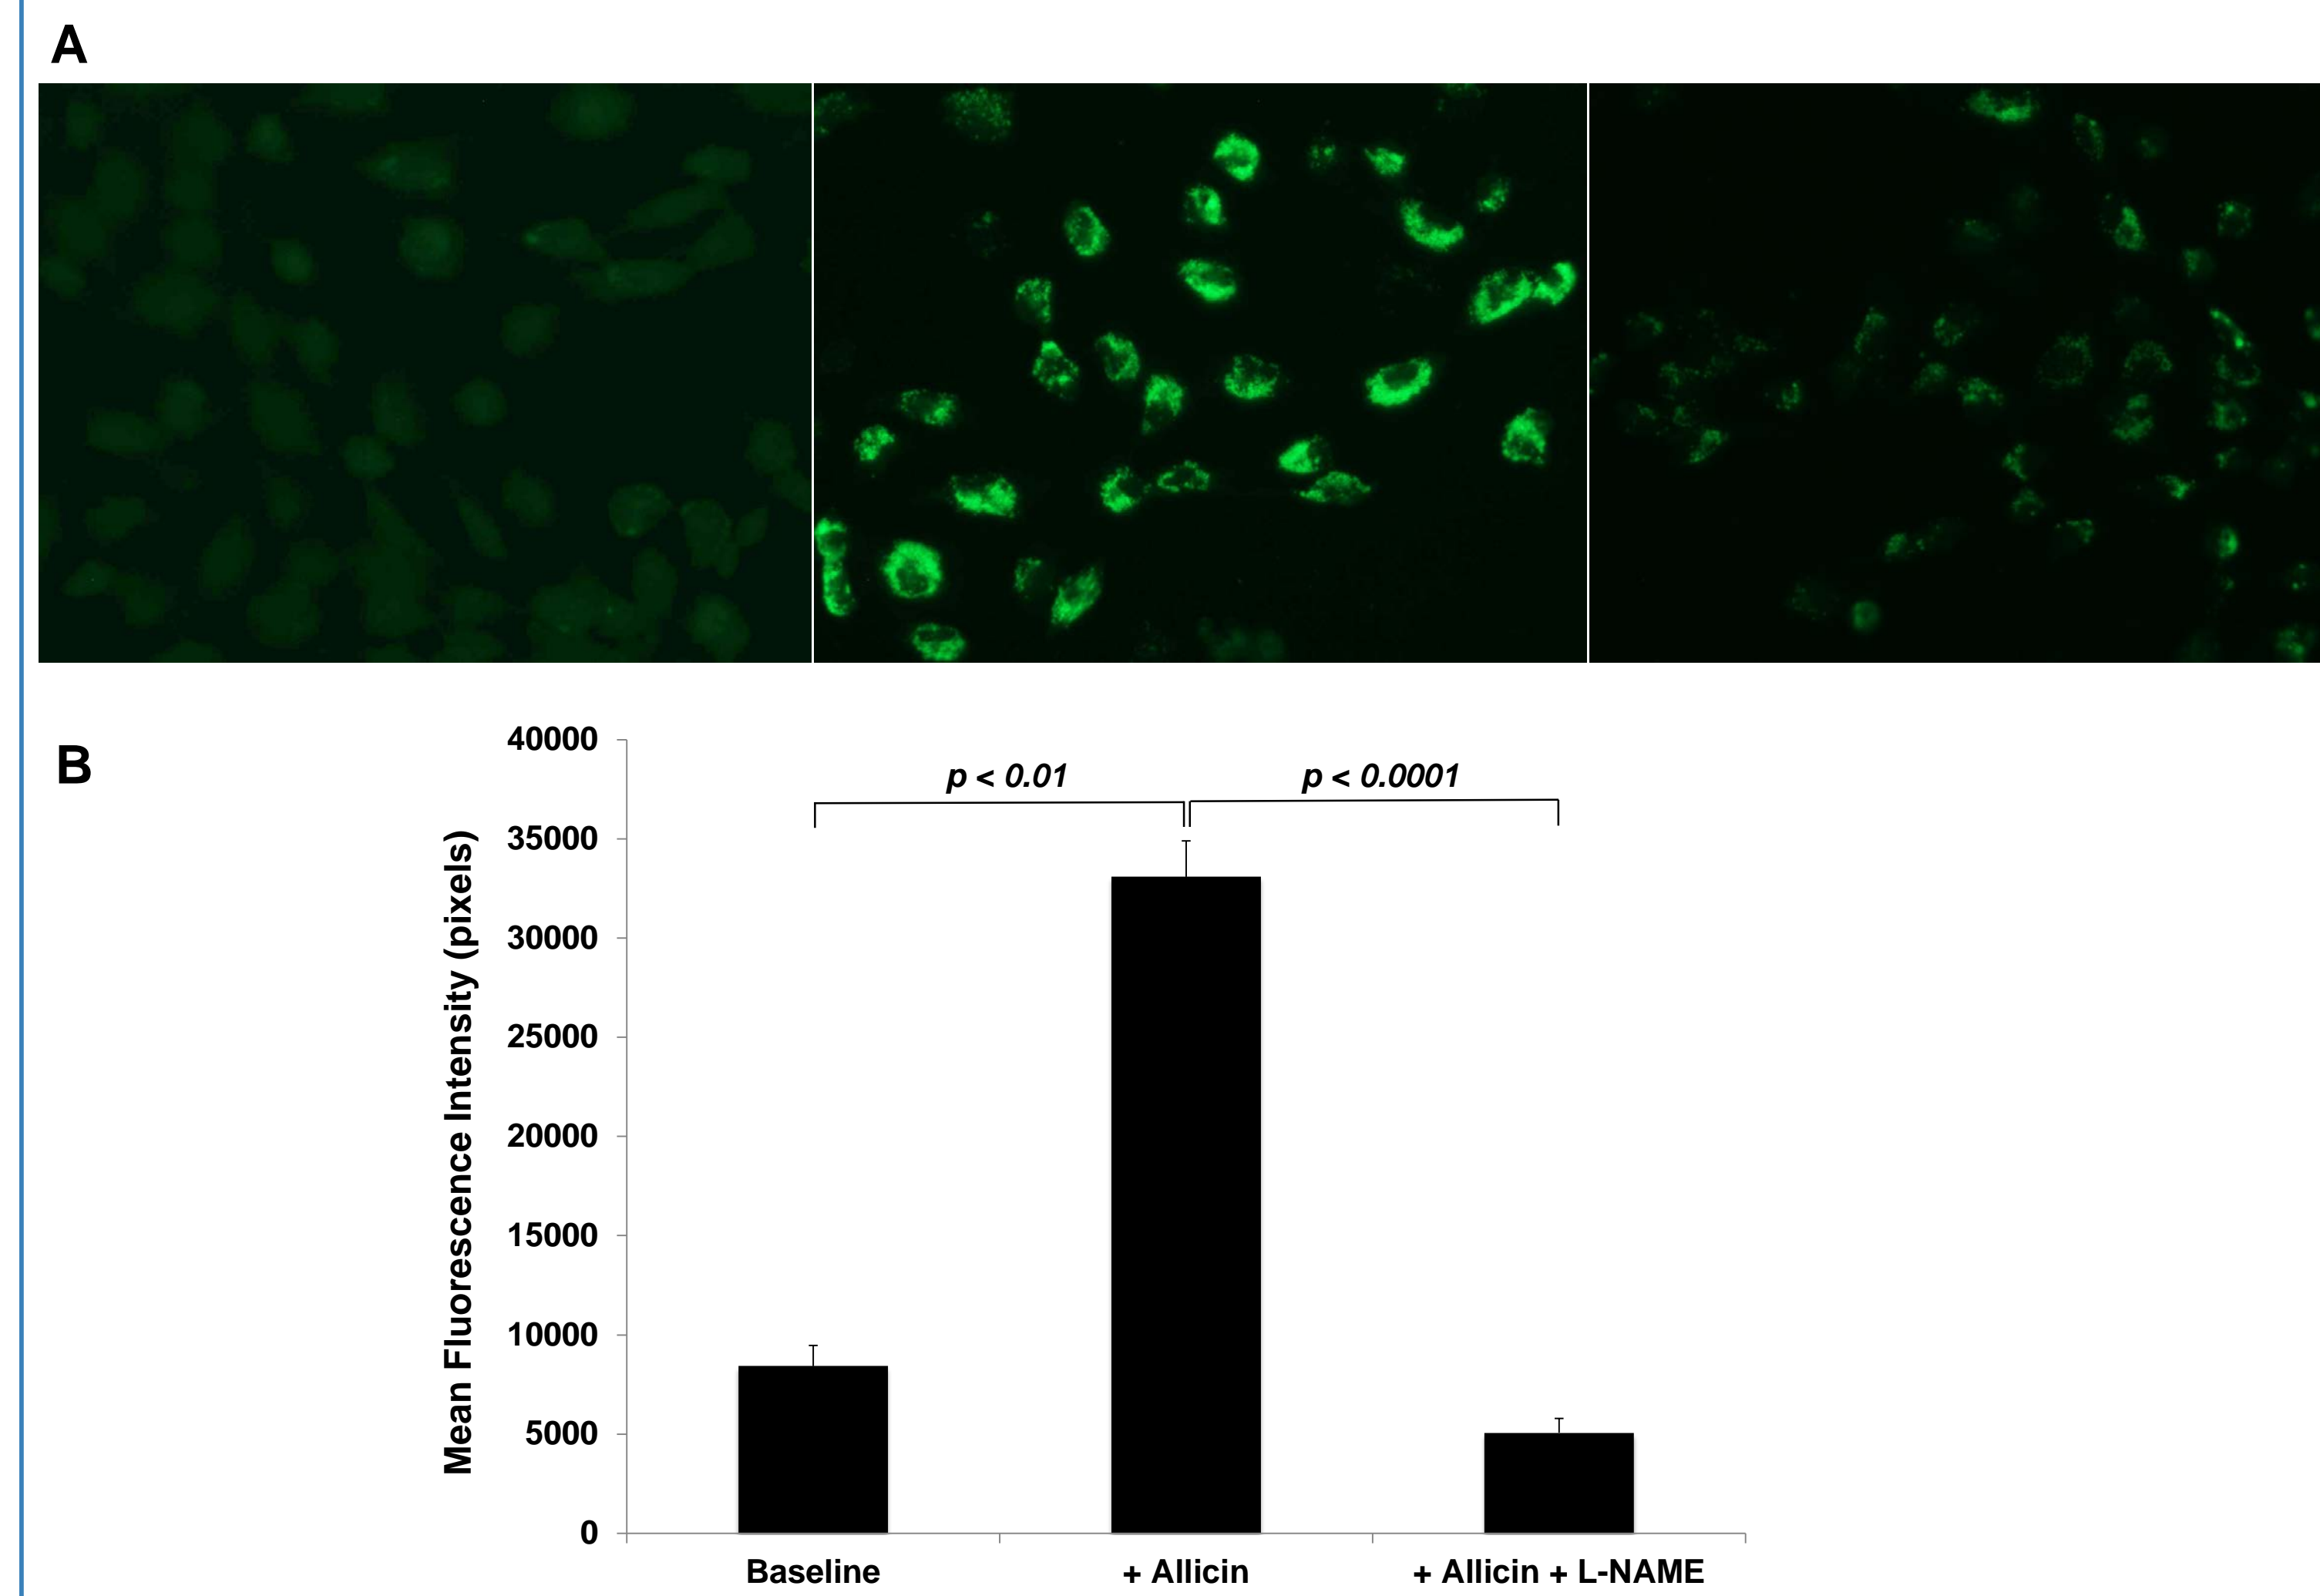 A
B
40000
35000
30000
25000
20000
15000
10000
5000
0
Mean Fluorescence Intensity (pixels)
p < 0.01
p < 0.0001
Baseline
+ Allicin
+ Allicin + L-NAME